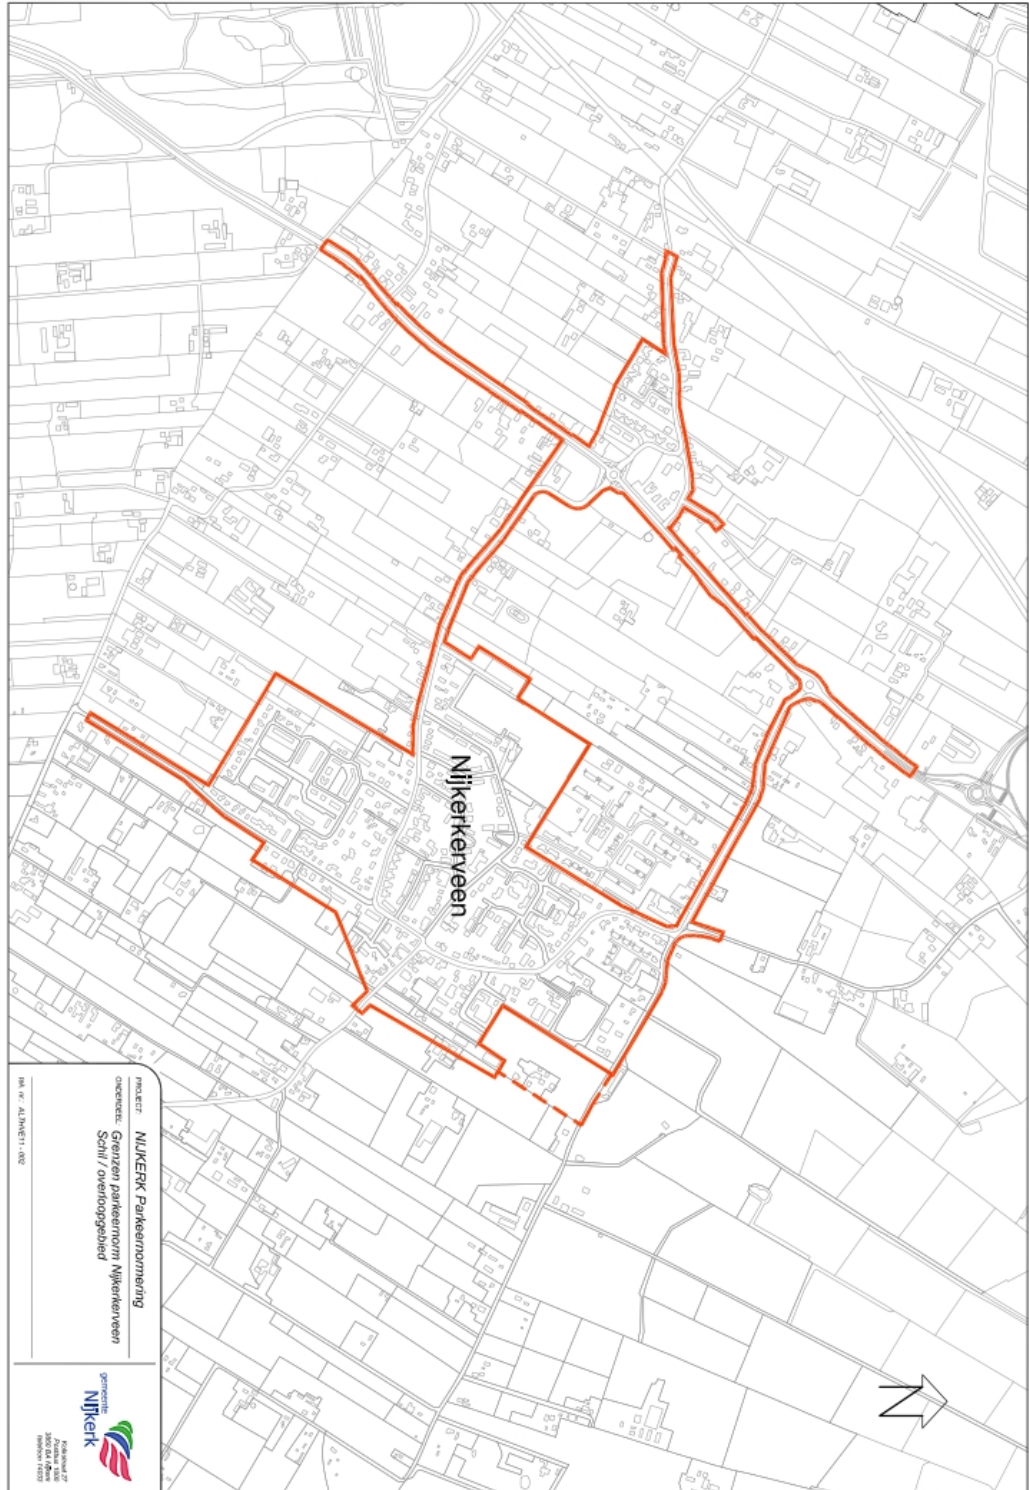 Nijkerkerveen
PROJECT: NIJKERK Parkeernormering
ONDERDEEL: Grenzen parkeernorm Nijkerkerveen
Schil / overloopgebied
gemeente
Nijkerk
N